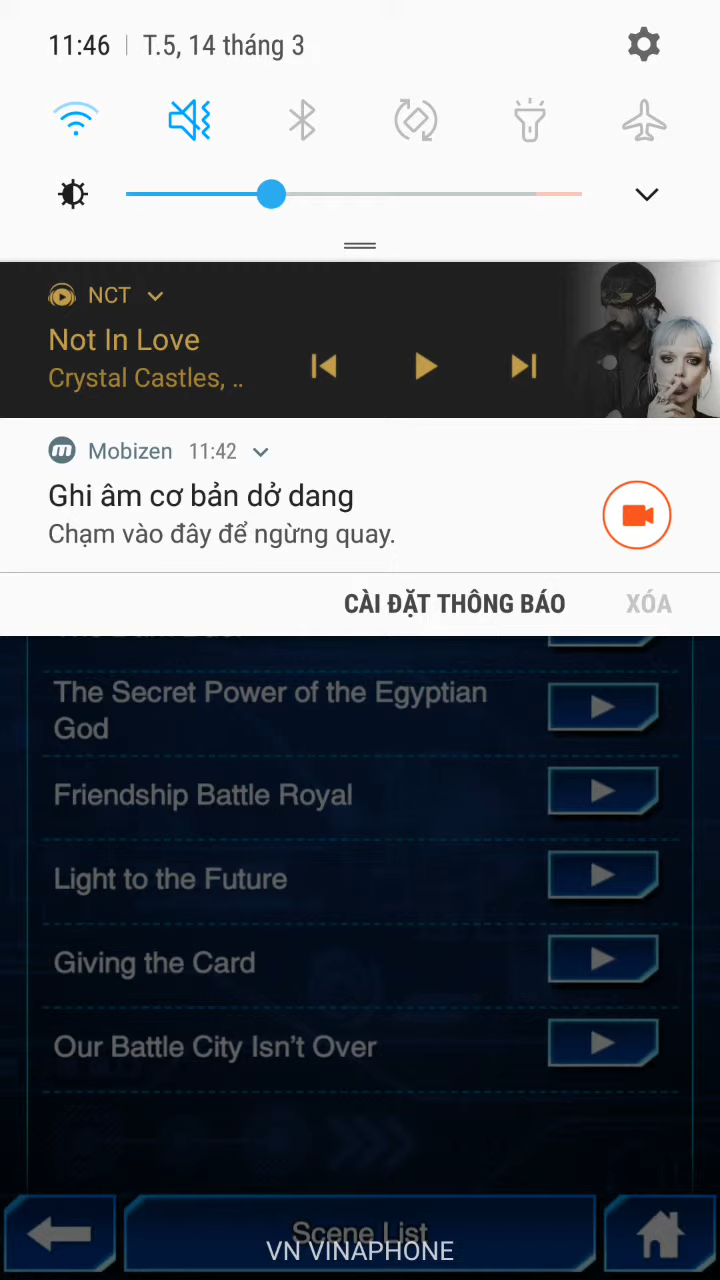 11:46 | T.5, 14 tháng 3
NCT
Not In Love
Crystal Castles, ..
Mobizen 11:42
Ghi âm cơ bản dở dang
Chạm vào đây để ngừng quay.
CÀI ĐẶT THÔNG BÁO XÓA
The Secret Power of the Egyptian
God
Friendship Battle Royal
Light to the Future
Giving the Card
Our Battle City Isn't Over
Scene List
VN VINAPHONE